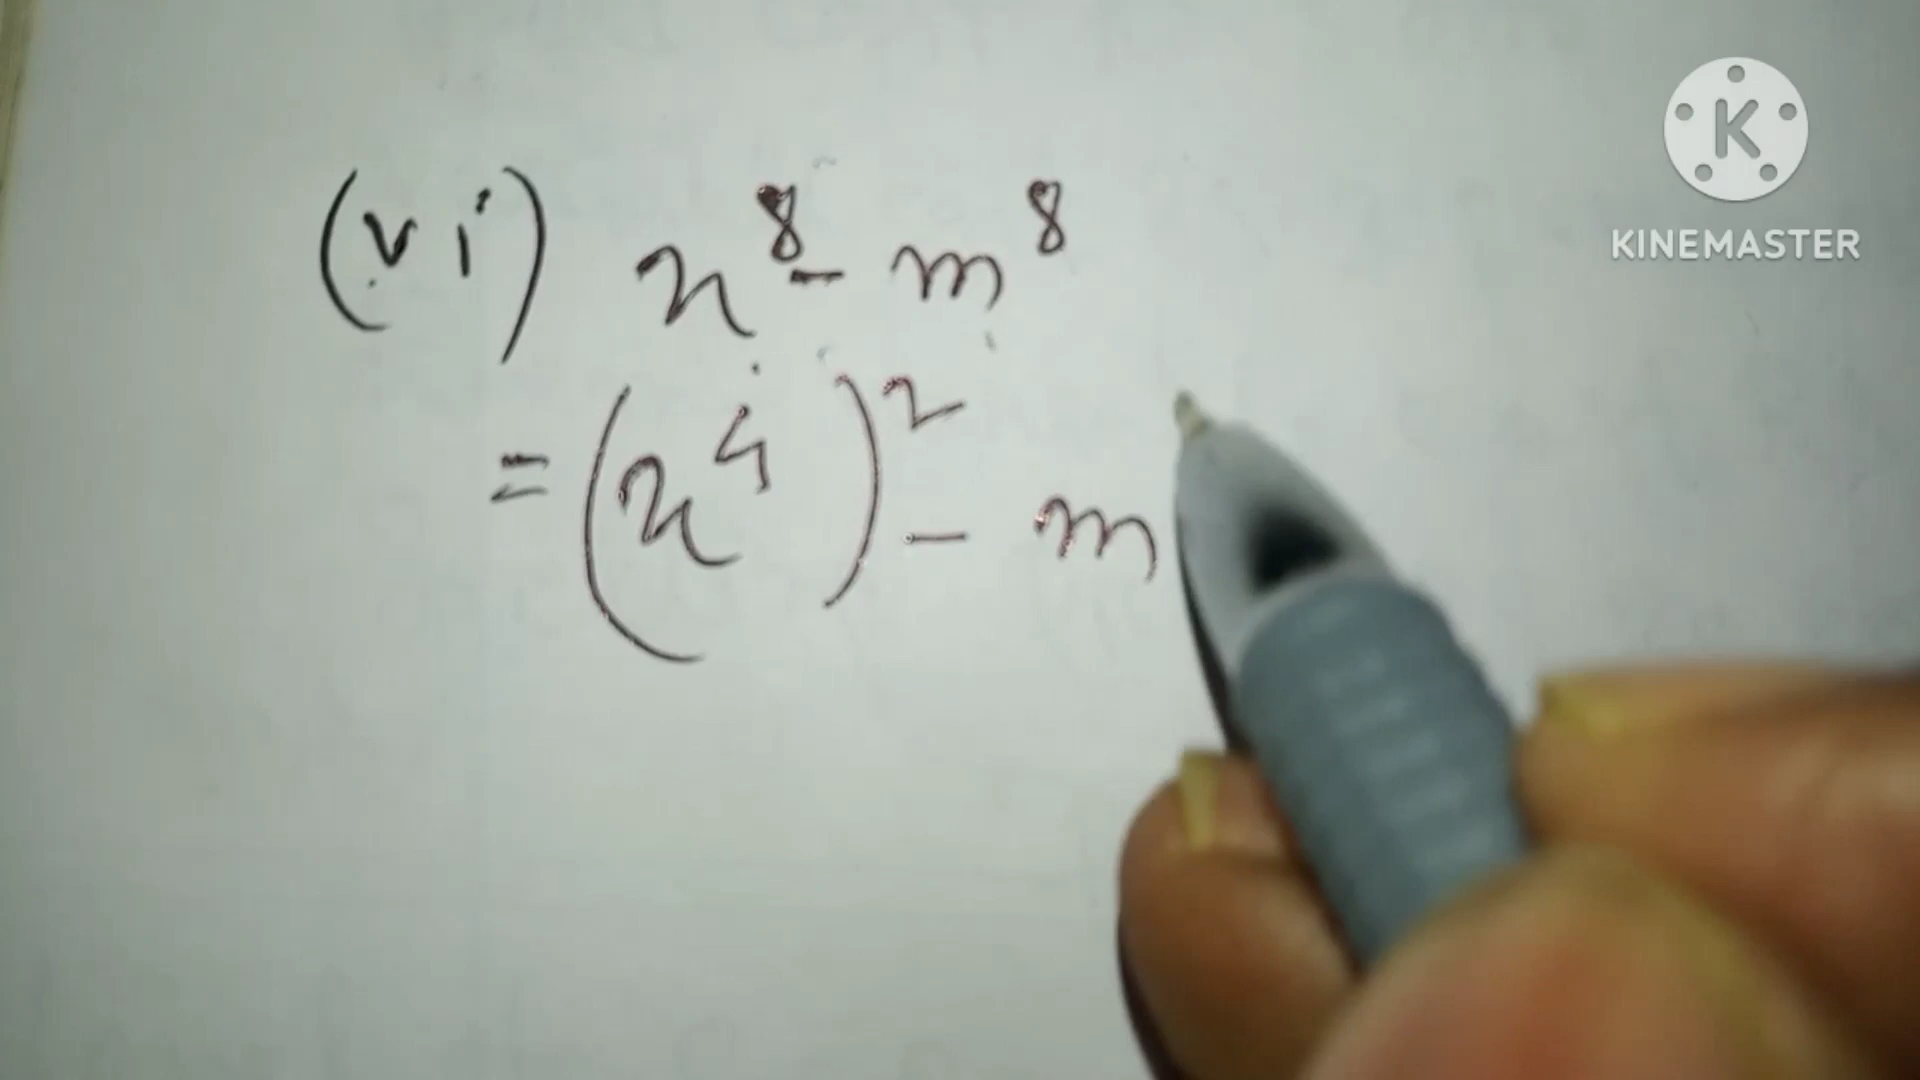 (vi) x⁸ - m⁸
= (x⁴)² - m
KINEMASTER